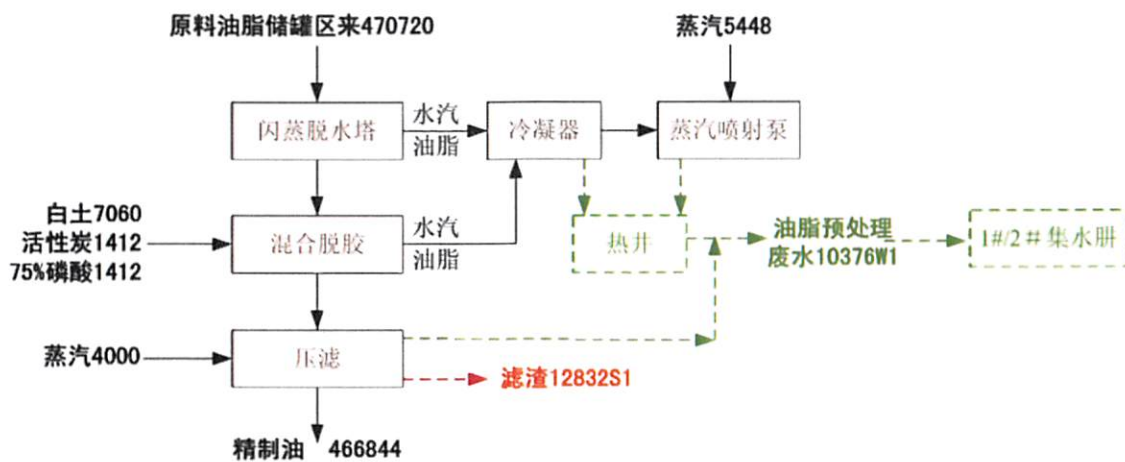 原料油脂储罐区来470720
蒸汽5448
闪蒸脱水塔
水汽
油脂
冷凝器
蒸汽喷射泵
白土7060
活性炭1412
75%磷酸1412
混合脱胶
水汽
油脂
热井
油脂预处理
废水10376W1
1#/2#集水肼
蒸汽4000
压滤
滤渣12832S1
精制油 466844